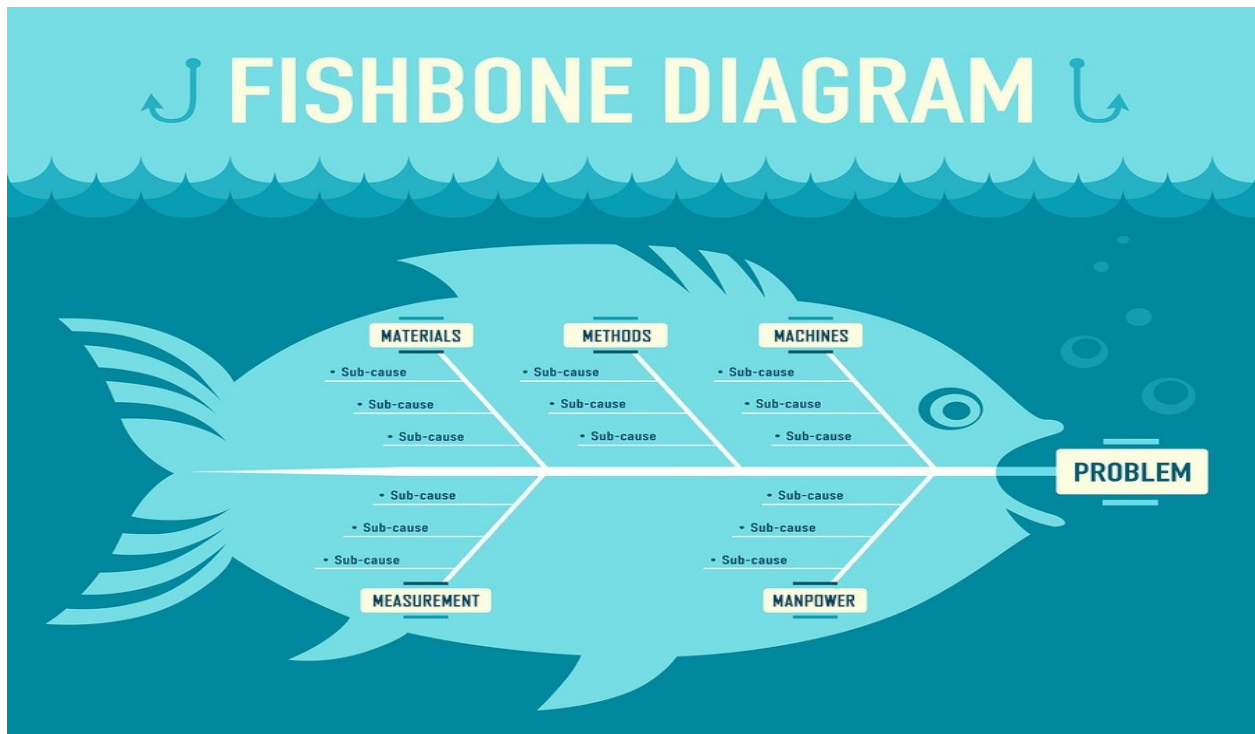 FISHBONE DIAGRAM
MATERIALS
• Sub-cause
• Sub-cause
• Sub-cause
METHODS
• Sub-cause
• Sub-cause
• Sub-cause
MACHINES
• Sub-cause
• Sub-cause
• Sub-cause
PROBLEM
• Sub-cause
• Sub-cause
• Sub-cause
MEASUREMENT
• Sub-cause
• Sub-cause
• Sub-cause
MANPOWER